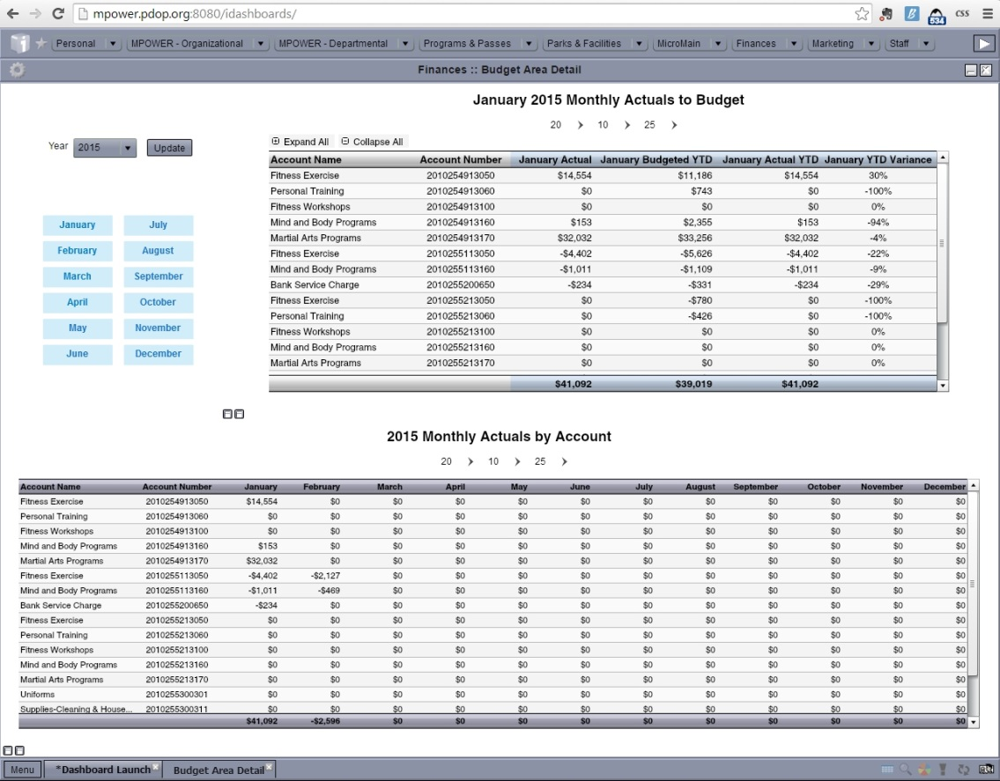 mpower.pdop.org:8080/idashboards/
534 CSS
Personal MPOWER - Organizational MPOWER - Departmental Programs & Passes Parks & Facilities MicroMain Finances Marketing Staff
Finances :: Budget Area Detail
January 2015 Monthly Actuals to Budget
20 10 25
Year 2015 Update
Expand All Collapse All
Account Name Account Number January Actual January Budgeted YTD January Actual YTD January YTD Variance
Fitness Exercise 2010254913050 $14,554 $11,186 $14,554 30%
Personal Training 2010254913060 $0 $743 $0 -100%
Fitness Workshops 2010254913100 $0 $0 $0 0%
Mind and Body Programs 2010254913160 $153 $2,355 $153 -94%
Martial Arts Programs 2010254913170 $32,032 $33,256 $32,032 -4%
Fitness Exercise 2010255113050 -$4,402 -$5,626 -$4,402 -22%
Mind and Body Programs 2010255113160 -$1,011 -$1,109 -$1,011 -9%
Bank Service Charge 2010255200650 -$234 -$331 -$234 -29%
Fitness Exercise 2010255213050 $0 -$780 $0 -100%
Personal Training 2010255213060 $0 -$426 $0 -100%
Fitness Workshops 2010255213100 $0 $0 $0 0%
Mind and Body Programs 2010255213160 $0 $0 $0 0%
Martial Arts Programs 2010255213170 $0 $0 $0 0%
$41,092 $39,019 $41,092
January July
February August
March September
April October
May November
June December
2015 Monthly Actuals by Account
20 10 25
Account Name Account Number January February March April May June July August September October November December
Fitness Exercise 2010254913050 $14,554 $0 $0 $0 $0 $0 $0 $0 $0 $0 $0 $0
Personal Training 2010254913060 $0 $0 $0 $0 $0 $0 $0 $0 $0 $0 $0 $0
Fitness Workshops 2010254913100 $0 $0 $0 $0 $0 $0 $0 $0 $0 $0 $0 $0
Mind and Body Programs 2010254913160 $153 $0 $0 $0 $0 $0 $0 $0 $0 $0 $0 $0
Martial Arts Programs 2010254913170 $32,032 $0 $0 $0 $0 $0 $0 $0 $0 $0 $0 $0
Fitness Exercise 2010255113050 -$4,402 -$2,127 $0 $0 $0 $0 $0 $0 $0 $0 $0 $0
Mind and Body Programs 2010255113160 -$1,011 -$469 $0 $0 $0 $0 $0 $0 $0 $0 $0 $0
Bank Service Charge 2010255200650 -$234 $0 $0 $0 $0 $0 $0 $0 $0 $0 $0 $0
Fitness Exercise 2010255213050 $0 $0 $0 $0 $0 $0 $0 $0 $0 $0 $0 $0
Personal Training 2010255213060 $0 $0 $0 $0 $0 $0 $0 $0 $0 $0 $0 $0
Fitness Workshops 2010255213100 $0 $0 $0 $0 $0 $0 $0 $0 $0 $0 $0 $0
Mind and Body Programs 2010255213160 $0 $0 $0 $0 $0 $0 $0 $0 $0 $0 $0 $0
Martial Arts Programs 2010255213170 $0 $0 $0 $0 $0 $0 $0 $0 $0 $0 $0 $0
Uniforms 2010255300301 $0 $0 $0 $0 $0 $0 $0 $0 $0 $0 $0 $0
Supplies-Cleaning & House... 2010255300311 $0 $0 $0 $0 $0 $0 $0 $0 $0 $0 $0 $0
$41,092 -$2,596 $0 $0 $0 $0 $0 $0 $0 $0 $0 $0
Menu *Dashboard Launch Budget Area Detail